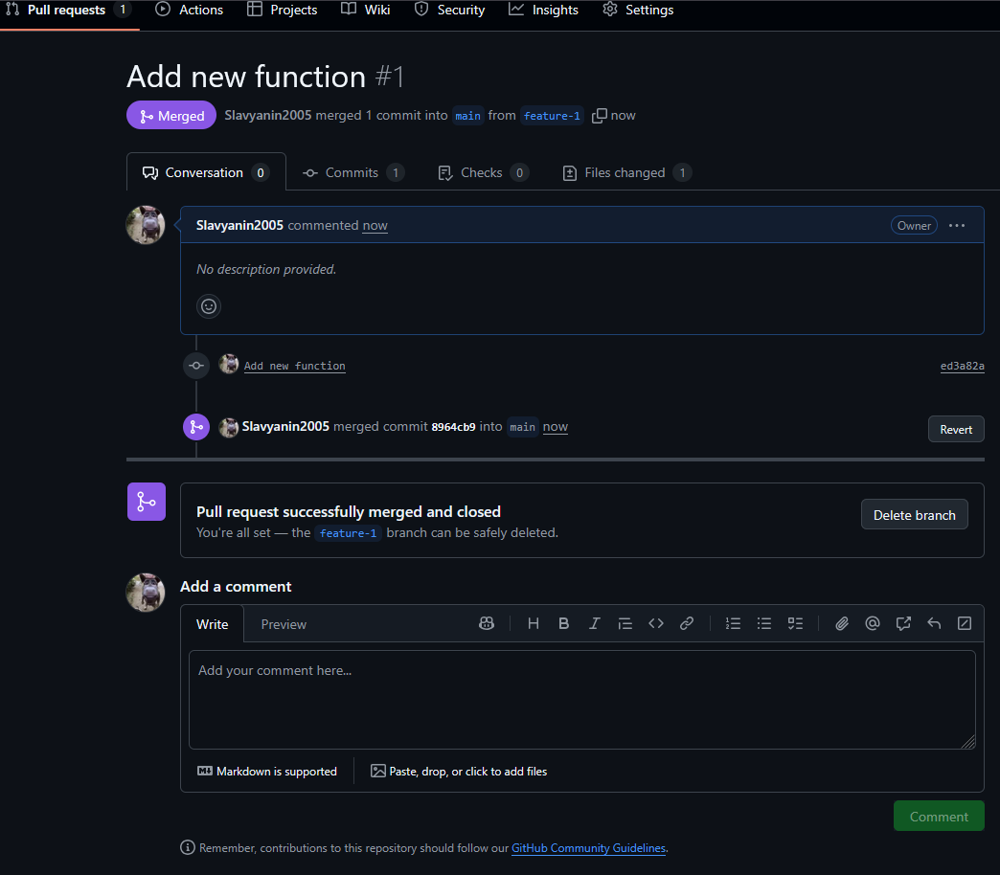 Pull requests 1 Actions Projects Wiki Security Insights Settings
Add new function #1
Merged Slavyanin2005 merged 1 commit into main from feature-1 now
Conversation 0 Commits 1 Checks 0 Files changed 1
Slavyanin2005 commented now Owner ...
No description provided.
Add new function ed3a82a
Slavyanin2005 merged commit 8964cb9 into main now Revert
Pull request successfully merged and closed
You're all set — the feature-1 branch can be safely deleted. Delete branch
Add a comment
Write Preview H B I
Add your comment here...
Markdown is supported Paste, drop, or click to add files
Comment
Remember, contributions to this repository should follow our GitHub Community Guidelines.